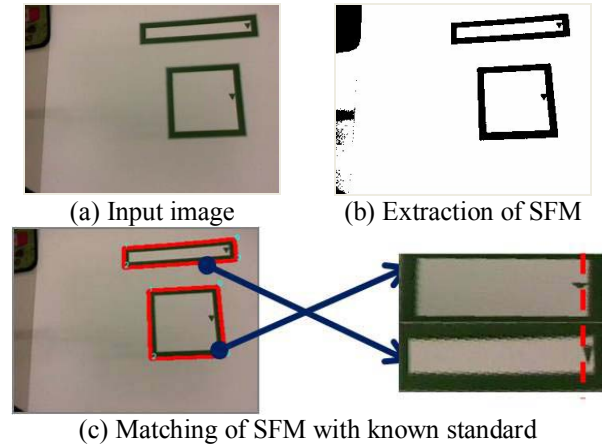 (a) Input image
(b) Extraction of SFM
(c) Matching of SFM with known standard